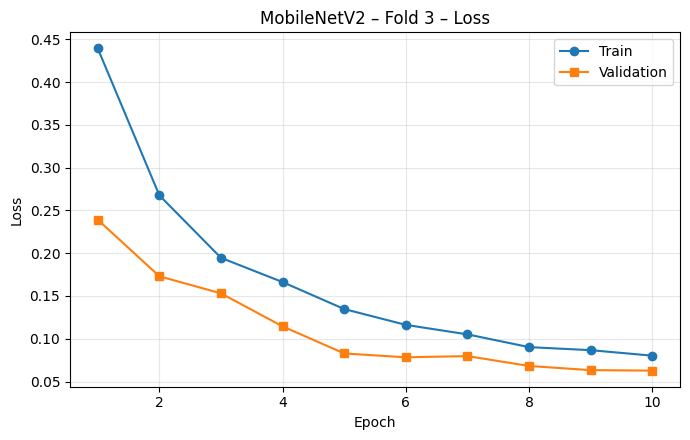 MobileNetV2 – Fold 3 – Loss
Train
Validation
Loss
0.45
0.40
0.35
0.30
0.25
0.20
0.15
0.10
0.05
2 4 6 8 10
Epoch